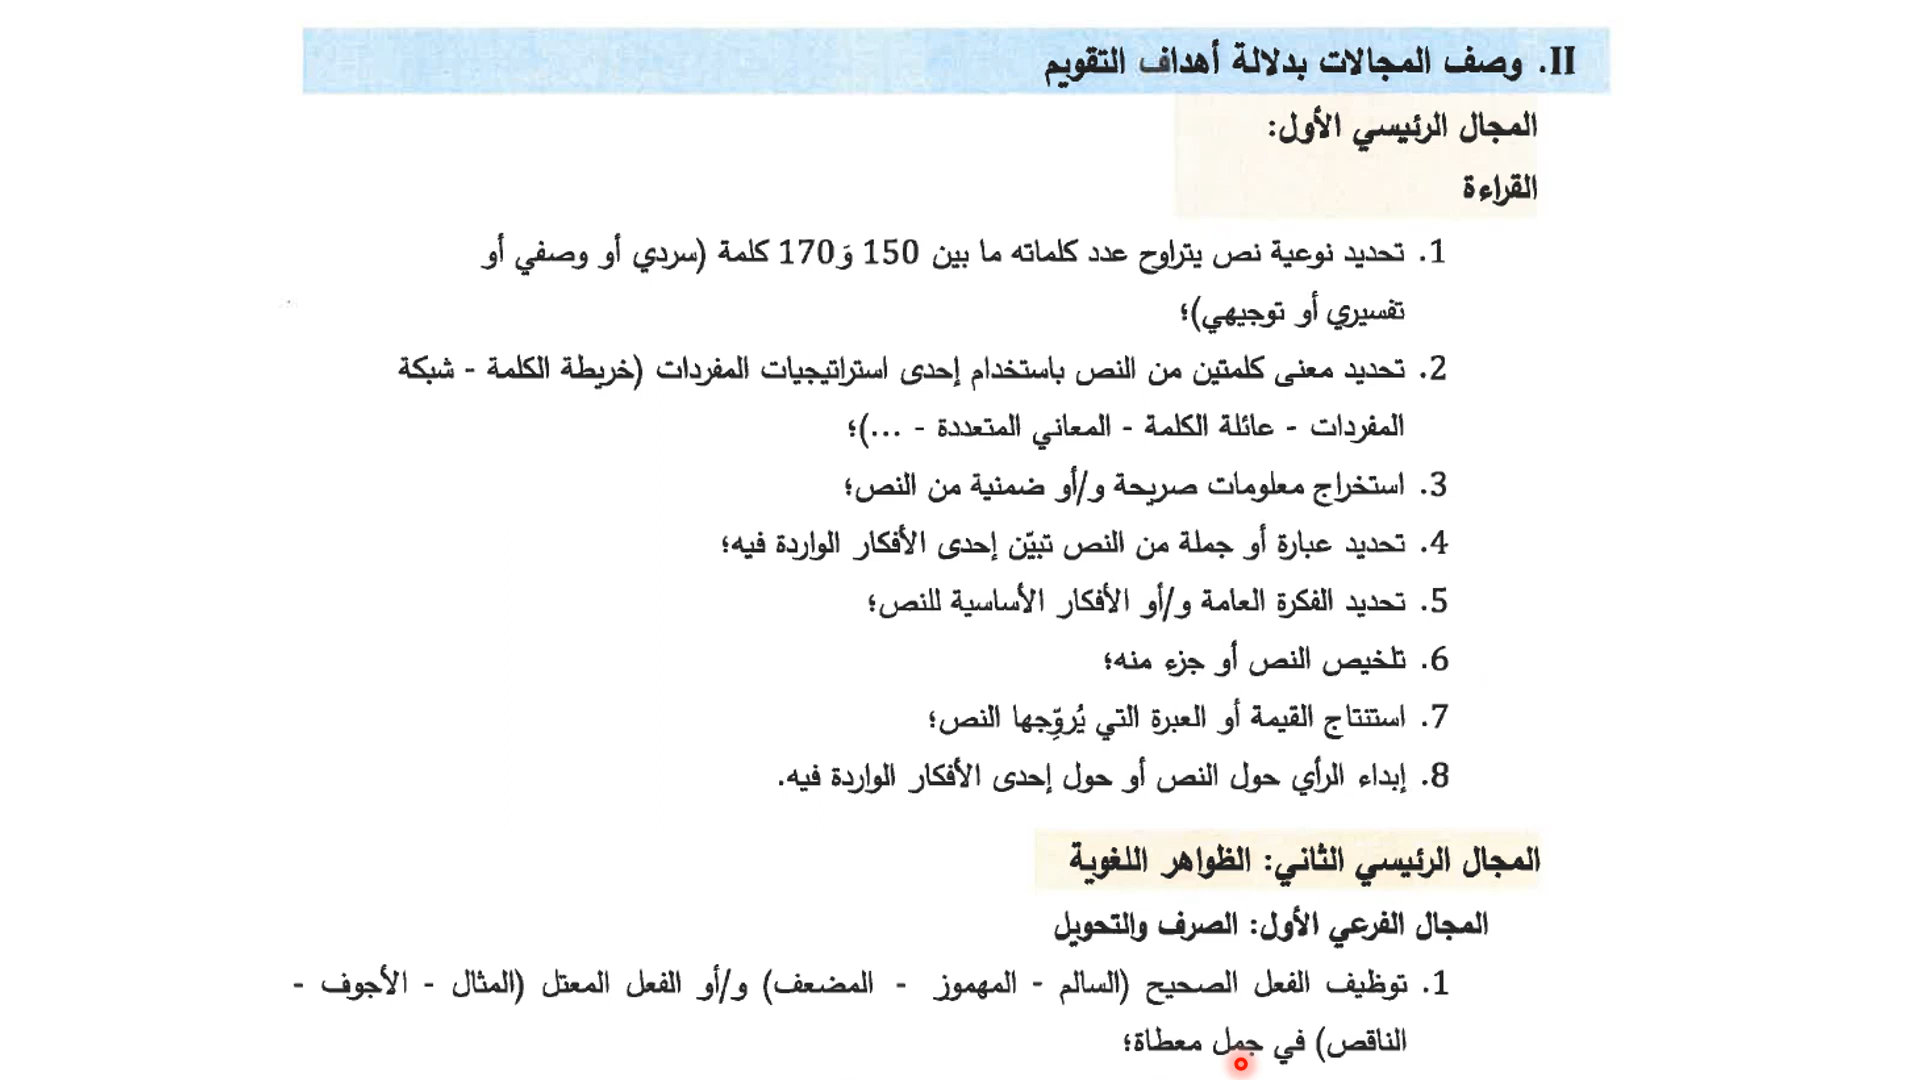 II. وصف المجالات بدلالة أهداف التقويم
المجال الرئيسي الأول:
القراءة
1. تحديد نوعية نص يتراوح عدد كلماته ما بين 150 وَ170 كلمة (سردي أو وصفي أو
تفسيري أو توجيهي)؛
2. تحديد معنى كلمتين من النص باستخدام إحدى استراتيجيات المفردات (خريطة الكلمة - شبكة
المفردات - عائلة الكلمة - المعاني المتعددة - ...)؛
3. استخراج معلومات صريحة و/أو ضمنية من النص؛
4. تحديد عبارة أو جملة من النص تبيّن إحدى الأفكار الواردة فيه؛
5. تحديد الفكرة العامة و/أو الأفكار الأساسية للنص؛
6. تلخيص النص أو جزء منه؛
7. استنتاج القيمة أو العبرة التي يُروِّجها النص؛
8. إبداء الرأي حول النص أو حول إحدى الأفكار الواردة فيه.
المجال الرئيسي الثاني: الظواهر اللغوية
المجال الفرعي الأول: الصرف والتحويل
1. توظيف الفعل الصحيح (السالم - المهموز - المضعف) و/أو الفعل المعتل (المثال - الأجوف -
الناقص) في جمل معطاة؛